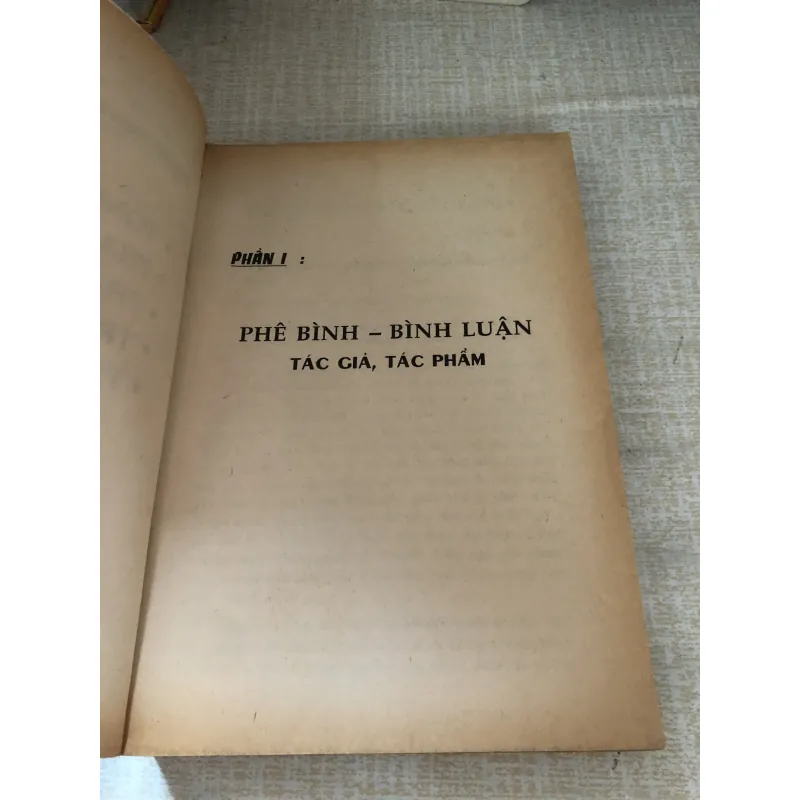 PHẦN I :
PHÊ BÌNH – BÌNH LUẬN
TÁC GIẢ, TÁC PHẨM